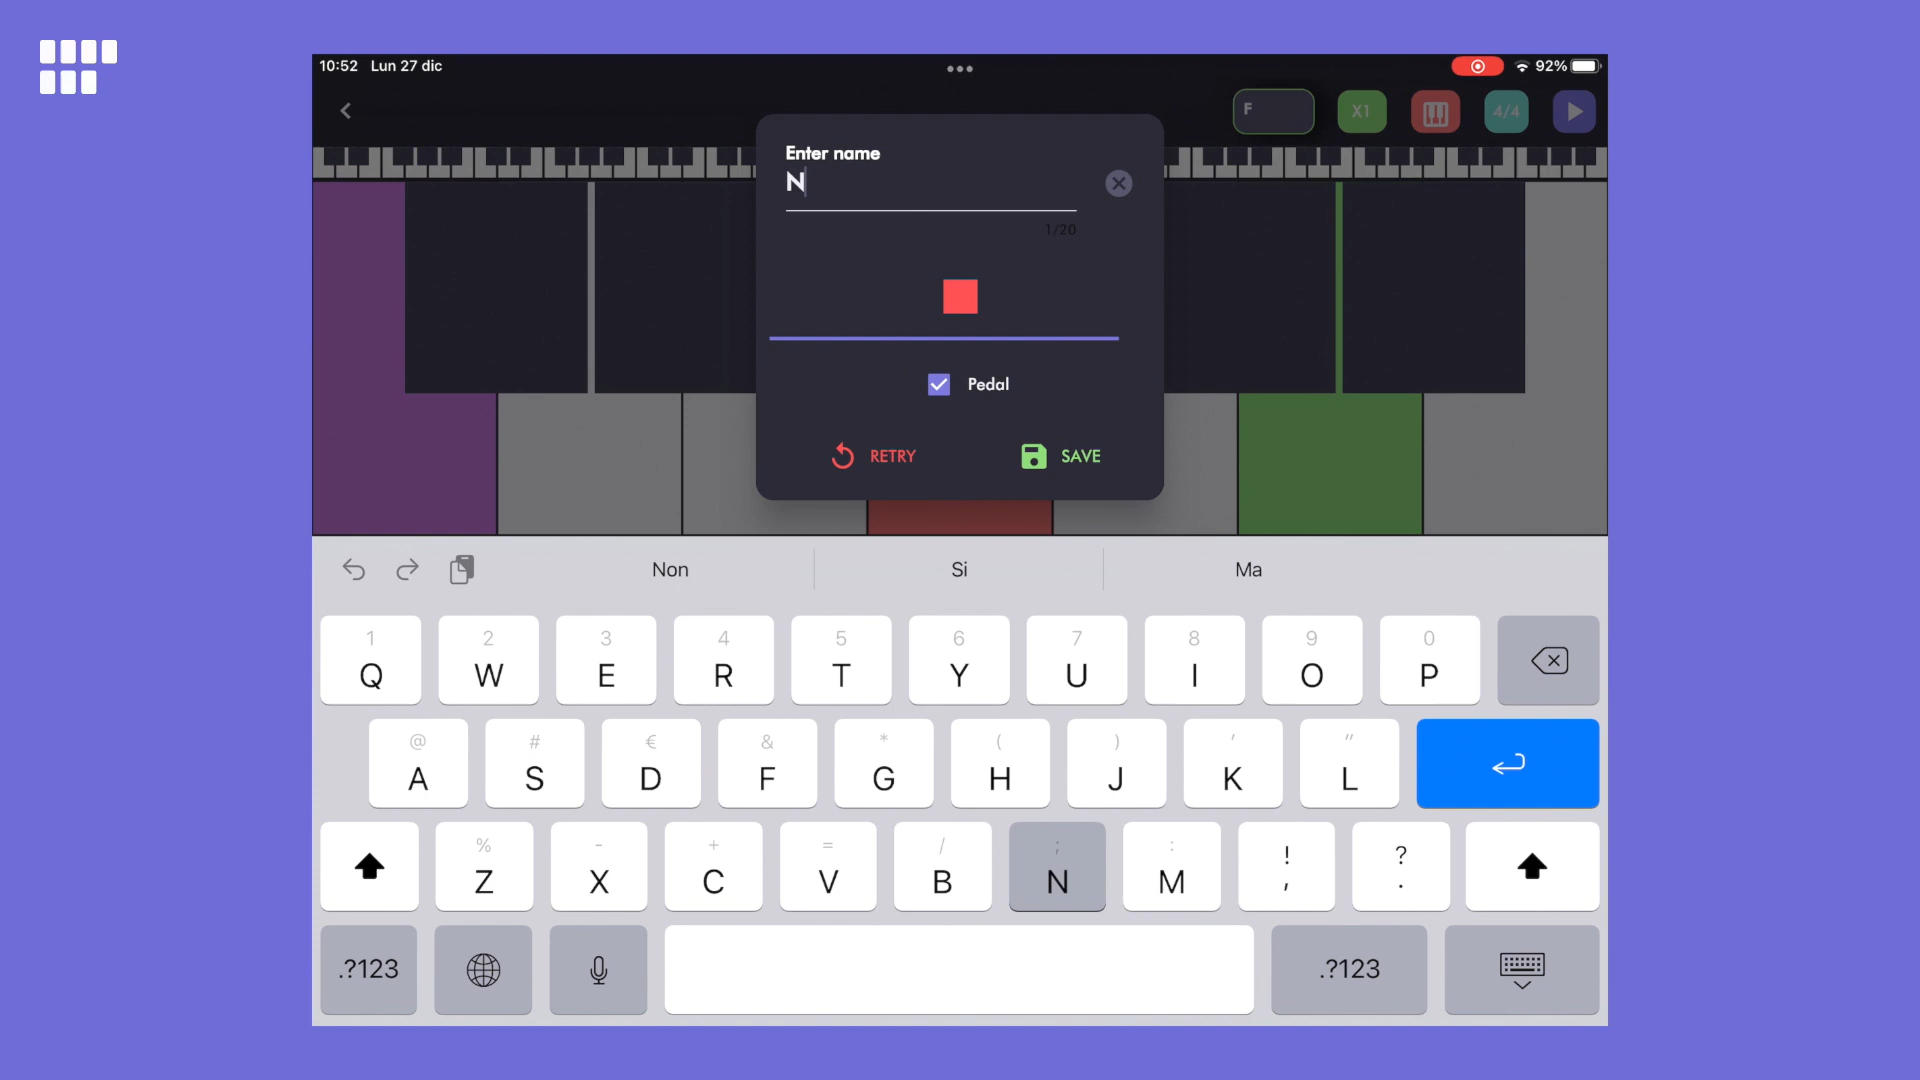 10:52 Lun 27 dic
92%
F
X1
4/4
Enter name
N
1/20
Pedal
RETRY
SAVE
Non
Si
Ma
1 2 3 4 5 6 7 8 9 0
Q W E R T Y U I O P
@ # € & * ( ) ' "
A S D F G H J K L
% - + = / ; : ! ?
Z X C V B N M , .
.?123
.?123